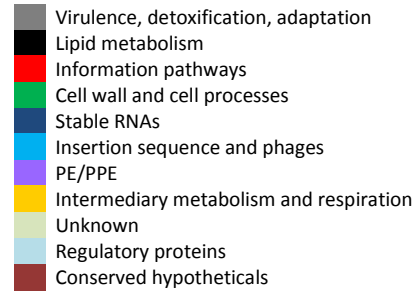 Virulence, detoxification, adaptation
Lipid metabolism
Information pathways
Cell wall and cell processes
Stable RNAs
Insertion sequence and phages
PE/PPE
Intermediary metabolism and respiration
Unknown
Regulatory proteins
Conserved hypotheticals